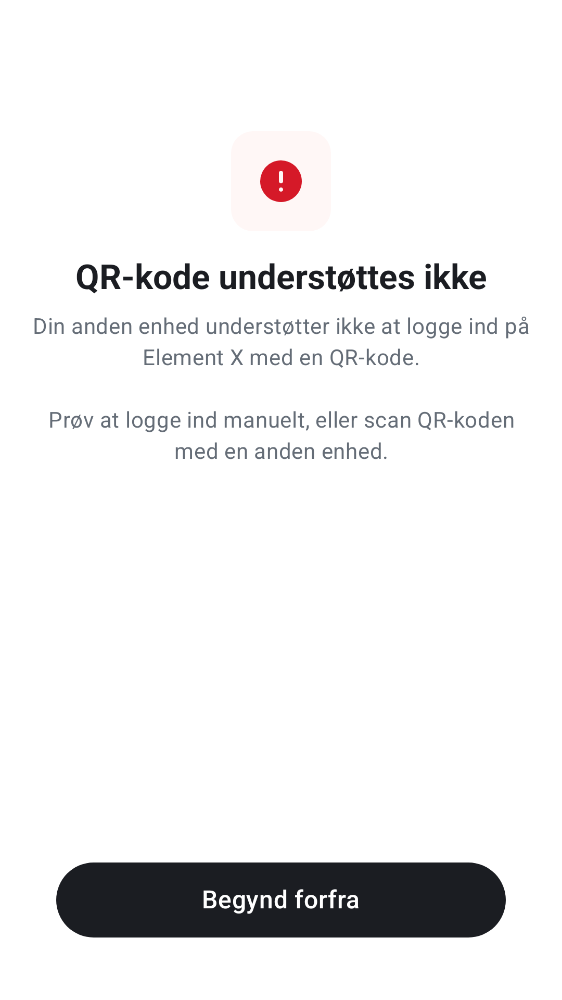 QR-kode understøttes ikke
Din anden enhed understøtter ikke at logge ind på
Element X med en QR-kode.
Prøv at logge ind manuelt, eller scan QR-koden
med en anden enhed.
Begynd forfra